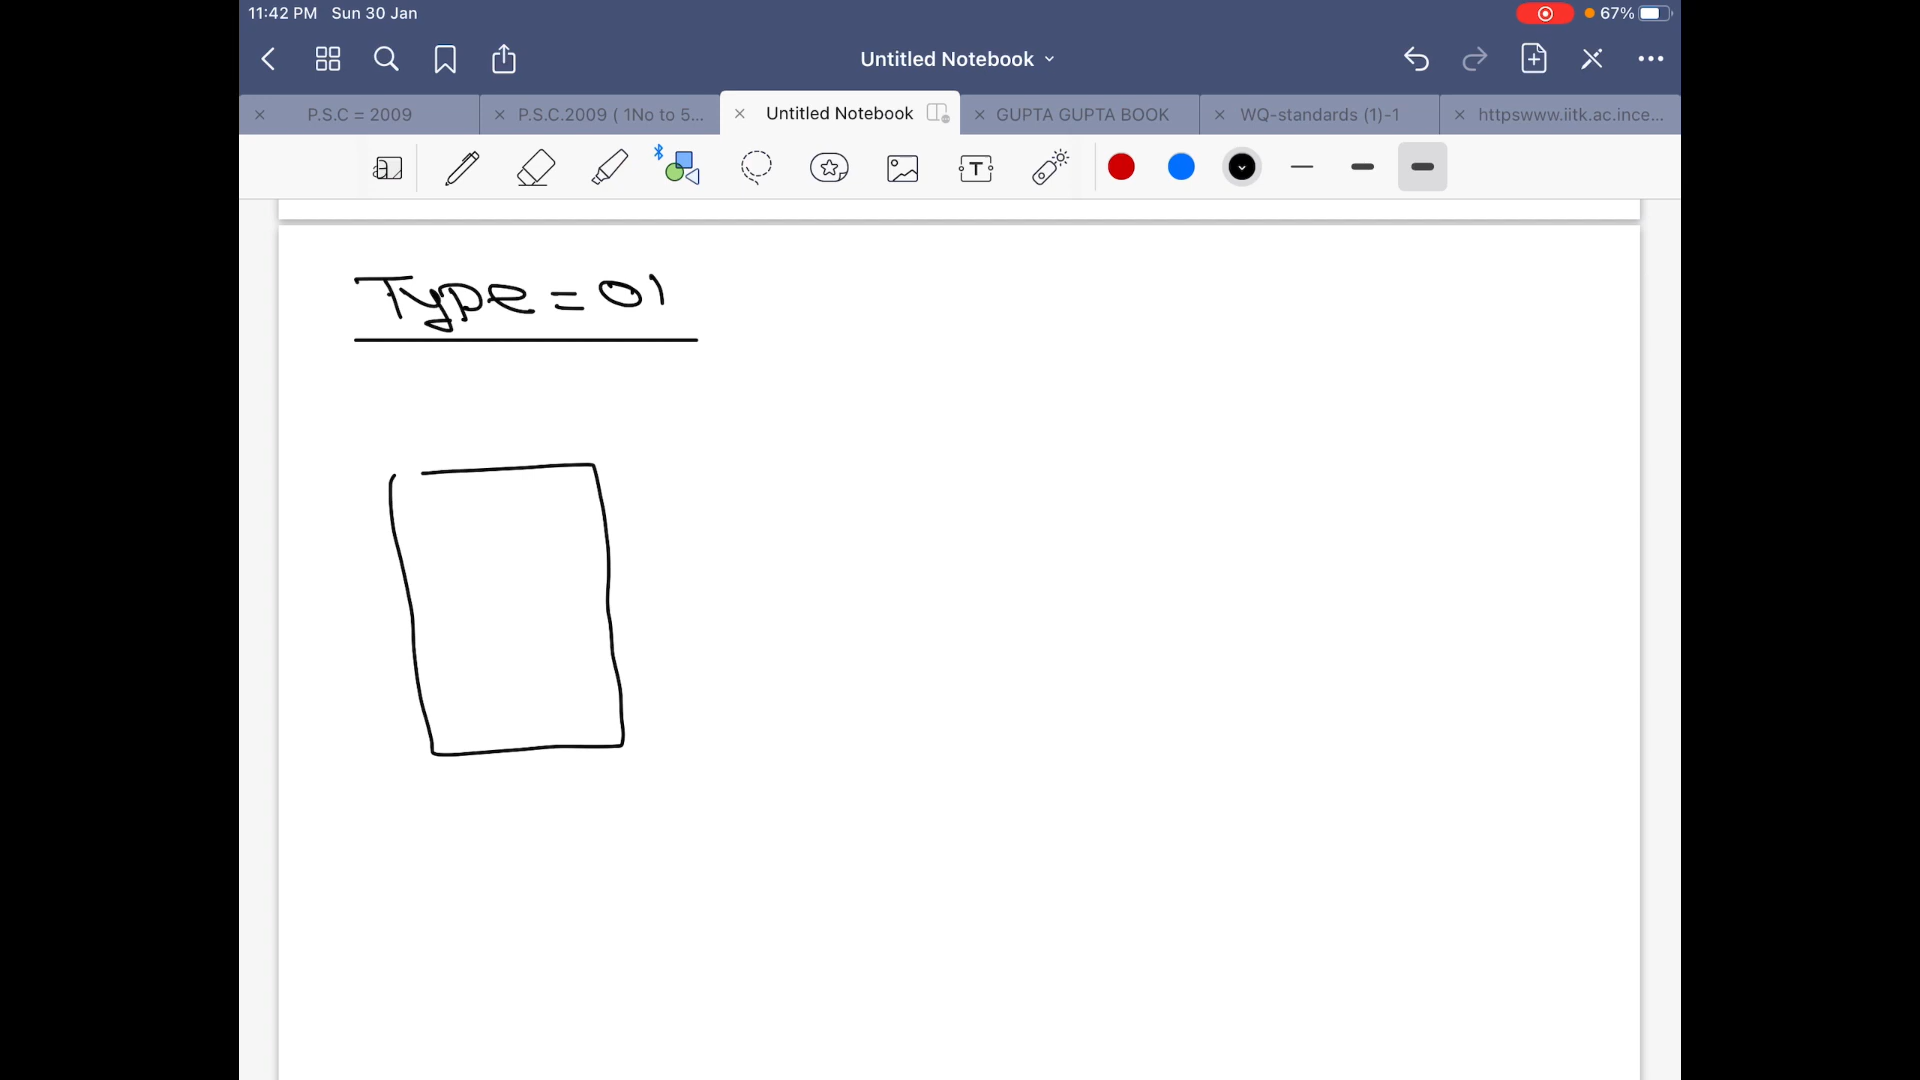 11:42 PM Sun 30 Jan 67%
Untitled Notebook
P.S.C = 2009 P.S.C.2009 ( 1No to 5... Untitled Notebook GUPTA GUPTA BOOK WQ-standards (1)-1 httpswww.iitk.ac.ince...
a T
Type = 01